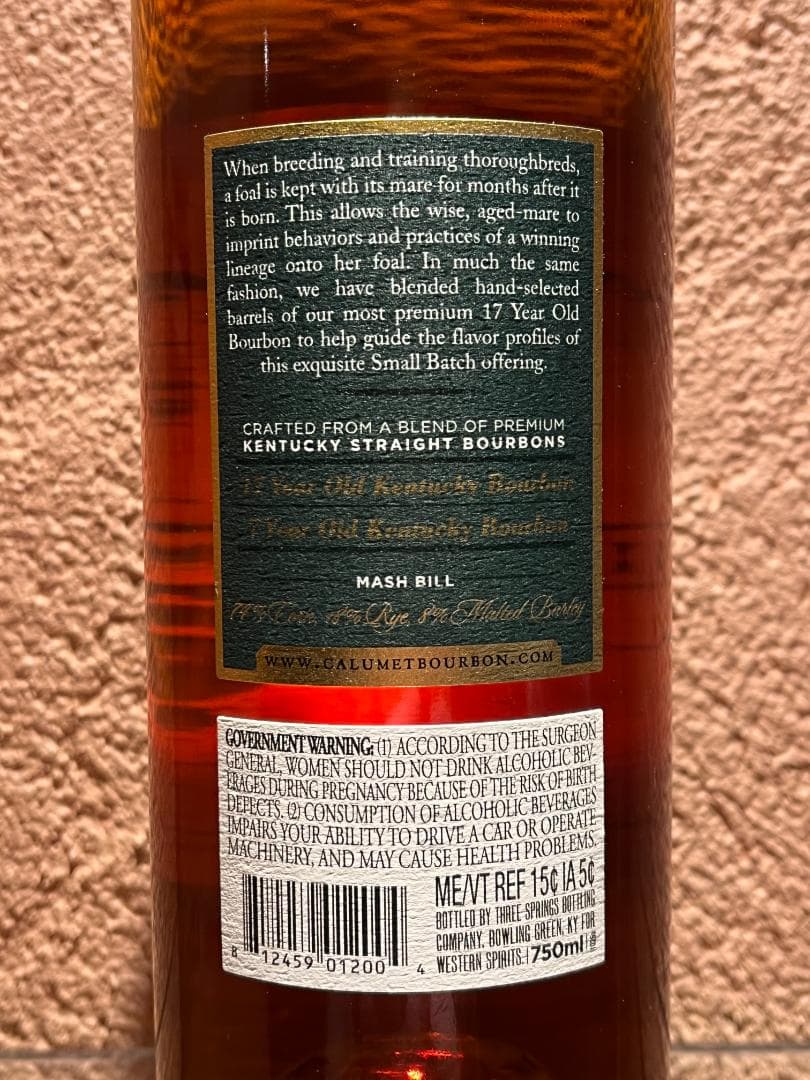 When breeding and training thoroughbreds,
a foal is kept with its mare for months after it
is born. This allows the wise, aged-mare to
imprint behaviors and practices of a winning
lineage onto her foal. In much the same
fashion, we have blended hand-selected
barrels of our most premium 17 Year Old
Bourbon to help guide the flavor profiles of
this exquisite Small Batch offering.
CRAFTED FROM A BLEND OF PREMIUM
KENTUCKY STRAIGHT BOURBONS
Year Old Kentucky Bourbon
7 Year Old Kentucky Bourbon
MASH BILL
74% Corn, 18% Rye, 8% Malted Barley
WWW.CALUMETBOURBON.COM
GOVERNMENT WARNING: (1) ACCORDING TO THE SURGEON
GENERAL, WOMEN SHOULD NOT DRINK ALCOHOLIC BEV-
ERAGES DURING PREGNANCY BECAUSE OF THE RISK OF BIRTH
DEFECTS. (2) CONSUMPTION OF ALCOHOLIC BEVERAGES
IMPAIRS YOUR ABILITY TO DRIVE A CAR OR OPERATE
MACHINERY, AND MAY CAUSE HEALTH PROBLEMS.
ME/VT REF 15¢ IA 5¢
BOTTLED BY THREE SPRINGS BOTTLING
COMPANY, BOWLING GREEN, KY FOR
WESTERN SPIRITS. | 750ml
8 12459 01200 4